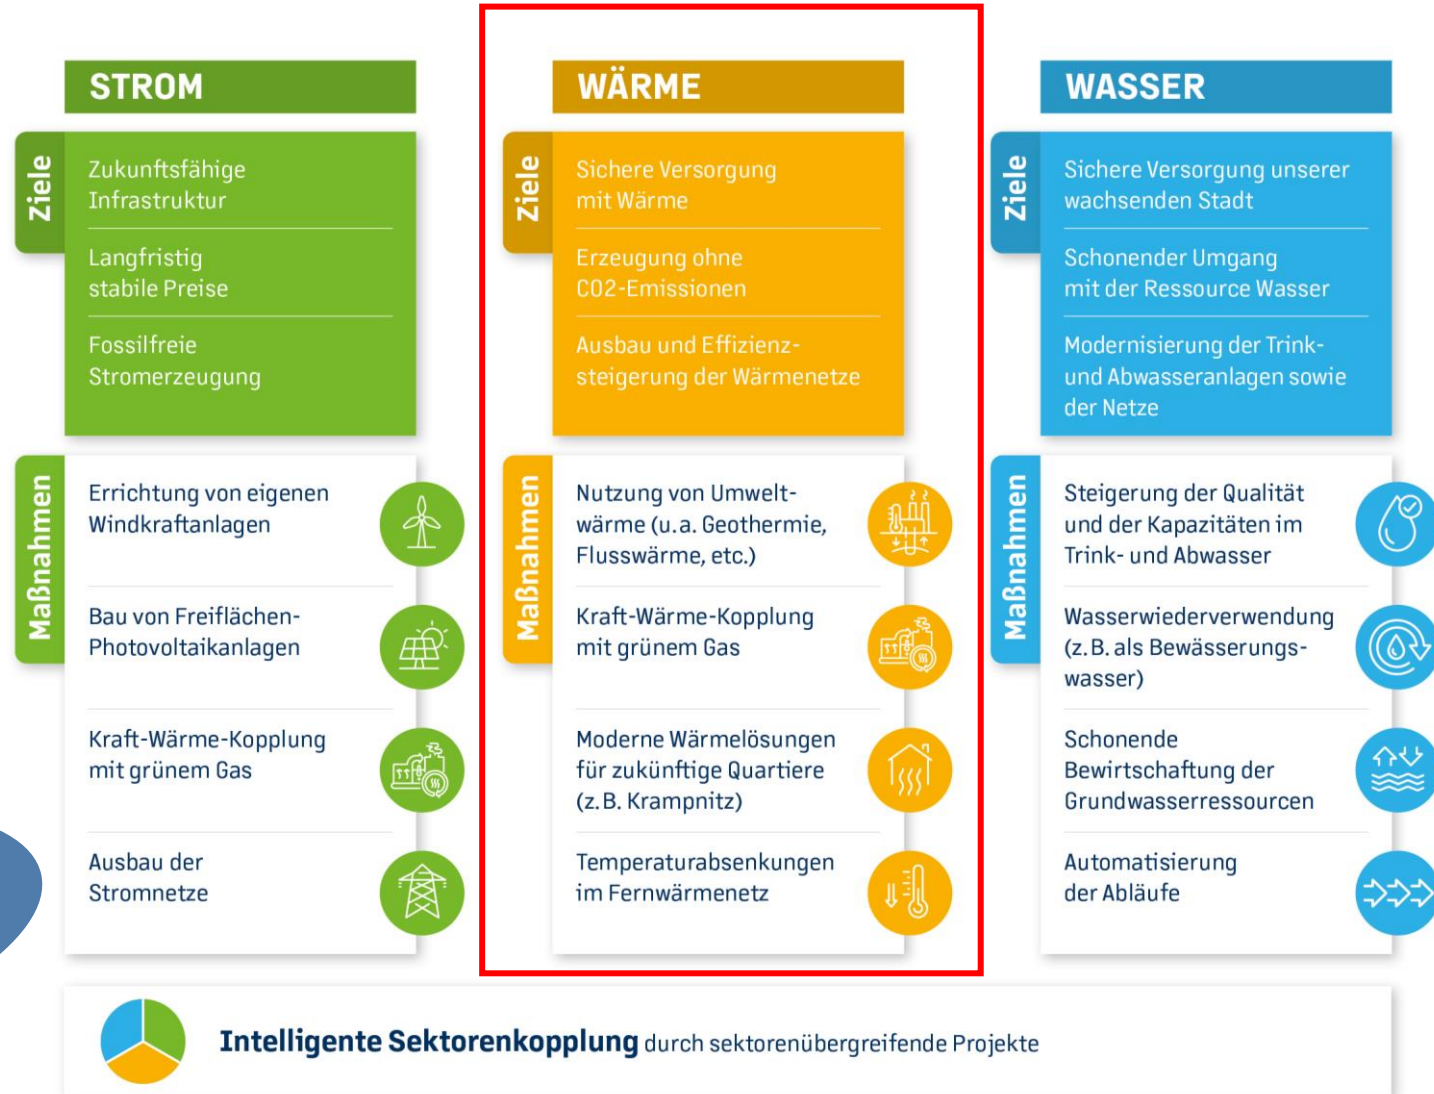 STROM
Ziele
Zukunftsfähige
Infrastruktur
Langfristig
stabile Preise
Fossilfreie
Stromerzeugung
Maßnahmen
Errichtung von eigenen
Windkraftanlagen
Bau von Freiflächen-
Photovoltaikanlagen
Kraft-Wärme-Kopplung
mit grünem Gas
Ausbau der
Stromnetze
WÄRME
Ziele
Sichere Versorgung
mit Wärme
Erzeugung ohne
CO2-Emissionen
Ausbau und Effizienz-
steigerung der Wärmenetze
Maßnahmen
Nutzung von Umwelt-
wärme (u. a. Geothermie,
Flusswärme, etc.)
Kraft-Wärme-Kopplung
mit grünem Gas
Moderne Wärmelösungen
für zukünftige Quartiere
(z. B. Krampnitz)
Temperaturabsenkungen
im Fernwärmenetz
WASSER
Ziele
Sichere Versorgung unserer
wachsenden Stadt
Schonender Umgang
mit der Ressource Wasser
Modernisierung der Trink-
und Abwasseranlagen sowie
der Netze
Maßnahmen
Steigerung der Qualität
und der Kapazitäten im
Trink- und Abwasser
Wasserwiederverwendung
(z. B. als Bewässerungs-
wasser)
Schonende
Bewirtschaftung der
Grundwasserressourcen
Automatisierung
der Abläufe
Intelligente Sektorenkopplung durch sektorenübergreifende Projekte